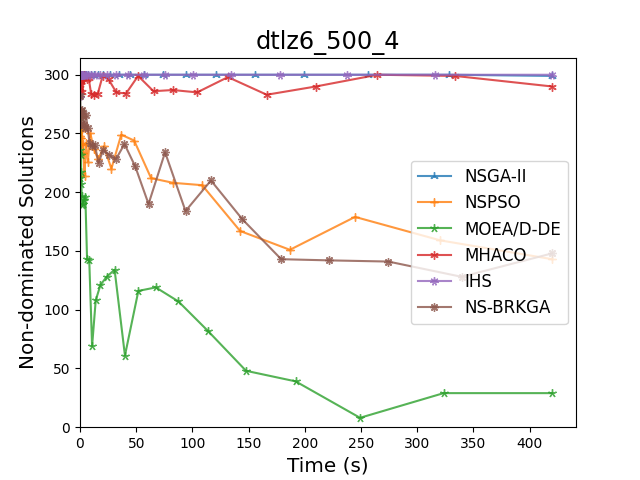 dtlz6_500_4
Non-dominated Solutions
300
250
200
150
100
50
0
0 50 100 150 200 250 300 350 400
Time (s)
NSGA-II
NSPSO
MOEA/D-DE
MHACO
IHS
NS-BRKGA